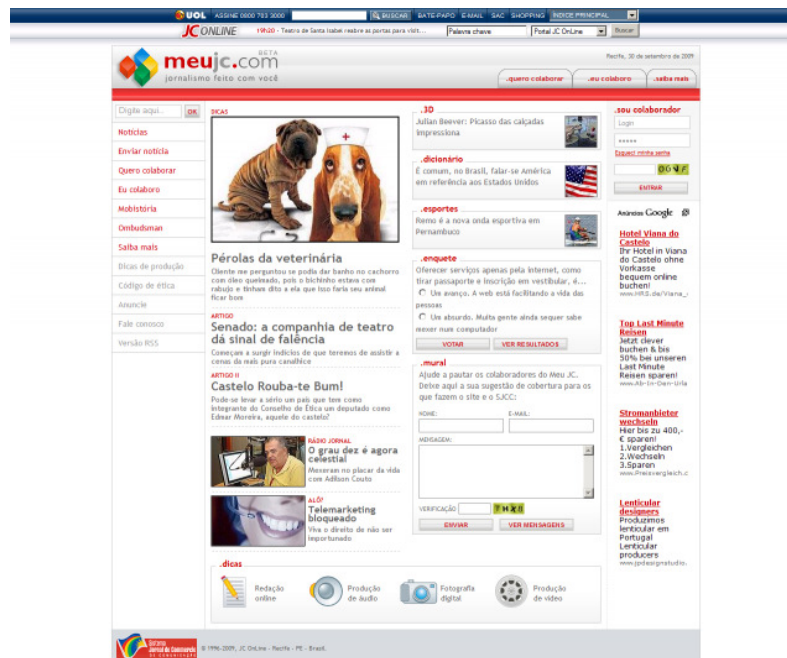 UOL ASSINE 0800 703 3000 BUSCAR BATE-PAPO E-MAIL SAC SHOPPING ÍNDICE PRINCIPAL
JC ONLINE 19h20 - Teatro de Santa Isabel reabre as portas para visit... Palavra chave Portal JC OnLine Buscar
BETA
meujc.com
jornalismo feito com você
Recife, 30 de setembro de 2009
.quero colaborar .eu colaboro .saiba mais
Digite aqui... OK
Notícias
Enviar notícia
Quero colaborar
Eu colaboro
Mobistória
Ombudsman
Saiba mais
Dicas de produção
Código de ética
Anuncie
Fale conosco
Versão RSS
DICAS
Pérolas da veterinária
Cliente me perguntou se podia dar banho no cachorro
com óleo queimado, pois o bichinho estava com
rabujo e tinham dito a ela que isso faria seu animal
ficar bom
ARTIGO
Senado: a companhia de teatro
dá sinal de falência
Começam a surgir indícios de que teremos de assistir a
cenas da mais pura canalhice
ARTIGO II
Castelo Rouba-te Bum!
Pode-se levar a sério um país que tem como
integrante do Conselho de Ética um deputado como
Edmar Moreira, aquele do castelo?
RÁDIO JORNAL
O grau dez é agora
celestial
Mexeram no placar da vida
com Adilson Couto
ALÔ?
Telemarketing
bloqueado
Viva o direito de não ser
importunado
.3D
Julian Beever: Picasso das calçadas
impressiona
.dicionário
É comum, no Brasil, falar-se América
em referência aos Estados Unidos
.esportes
Remo é a nova onda esportiva em
Pernambuco
.enquete
Oferecer serviços apenas pela internet, como
tirar passaporte e inscrição em vestibular, é...
Um avanço. A web está facilitando a vida das
pessoas
Um absurdo. Muita gente ainda sequer sabe
mexer num computador
VOTAR VER RESULTADOS
.mural
Ajude a pautar os colaboradores do Meu JC.
Deixe aqui a sua sugestão de cobertura para os
que fazem o site e o SJCC:
NOME: E-MAIL:
MENSAGEM:
VERIFICAÇÃO
ENVIAR VER MENSAGENS
.sou colaborador
Login
•••••
Esqueci minha senha
ENTRAR
Anúncios Google
Hotel Viana do
Castelo
Ihr Hotel in Viana
do Castelo ohne
Vorkasse
bequem online
buchen!
www.HRS.de/Viana_
Top Last Minute
Reisen
Jetzt clever
buchen & bis
50% bei unseren
Last Minute
Reisen sparen!
www.Ab-In-Den-Urla
Stromanbieter
wechseln
Hier bis zu 400,-
€ sparen!
1.Vergleichen
2.Wechseln
3.Sparen
www.Preisvergleich.d
Lenticular
designers
Produzimos
lenticular em
Portugal
Lenticular
producers
www.jpdesignstudio.
.dicas
Redação
online
Produção
de áudio
Fotografia
digital
Produção
de vídeo
Sistema
Jornal do Commercio
DE COMUNICAÇÃO
© 1996-2009, JC OnLine - Recife - PE - Brasil.